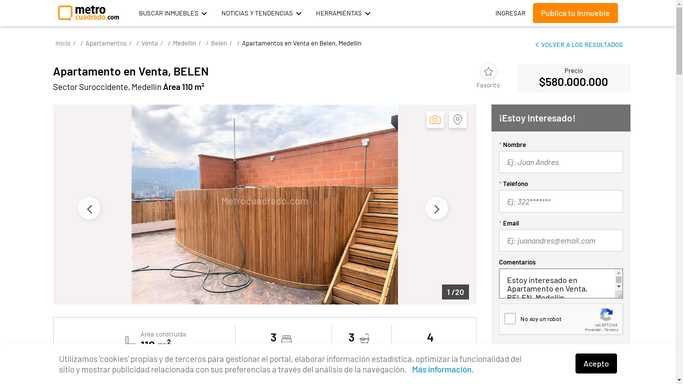 metro
cuadrado.com
BUSCAR INMUEBLES
NOTICIAS Y TENDENCIAS
HERRAMIENTAS
INGRESAR
Publica tu Inmueble
Inicio / / Apartamentos / / Venta / / Medellín / / Belen / / Apartamentos en Venta en Belen, Medellín
VOLVER A LOS RESULTADOS
Apartamento en Venta, BELEN
Sector Suroccidente, Medellín Área 110 m²
Favorito
Precio
$580.000.000
Metrocuadrado.com
1 / 20
¡Estoy Interesado!
* Nombre
Ej: Juan Andres
* Teléfono
Ej: 322*******
* Email
Ej: juanandres@email.com
Comentarios
Estoy interesado en
Apartamento en Venta,
BELEN, Medellín
No soy un robot
reCAPTCHA
Privacidad - Términos
Área construida
110 m²
3
3
4
Utilizamos 'cookies' propias y de terceros para gestionar el portal, elaborar información estadística, optimizar la funcionalidad del
sitio y mostrar publicidad relacionada con sus preferencias a través del análisis de la navegación. Más información.
Acepto